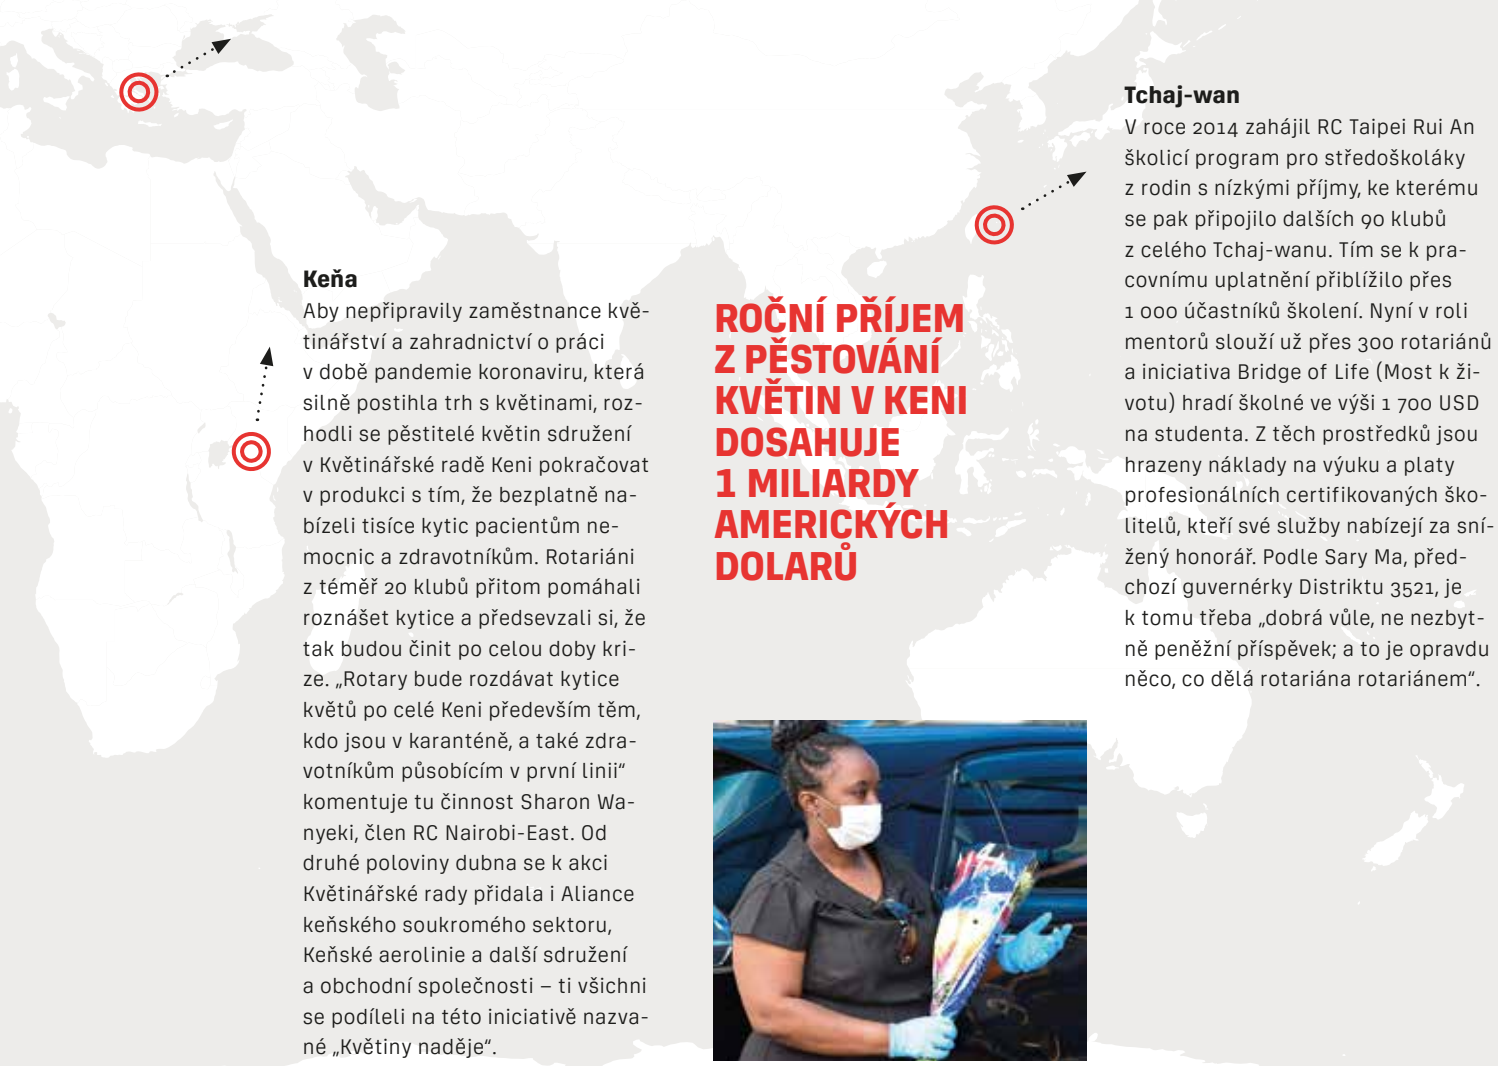 Keňa
Aby nepřipravily zaměstnance kvě-
tinářství a zahradnictví o práci
v době pandemie koronaviru, která
silně postihla trh s květinami, roz-
hodli se pěstitelé květin sdružení
v Květinářské radě Keni pokračovat
v produkci s tím, že bezplatně na-
bízeli tisíce kytic pacientům ne-
mocnic a zdravotníkům. Rotariáni
z téměř 20 klubů přitom pomáhali
roznášet kytice a předsevzali si, že
tak budou činit po celou doby kri-
ze. „Rotary bude rozdávat kytice
květů po celé Keni především těm,
kdo jsou v karanténě, a také zdra-
votníkům působícím v první linii“
komentuje tu činnost Sharon Wa-
nyeki, člen RC Nairobi-East. Od
druhé poloviny dubna se k akci
Květinářské rady přidala i Aliance
keňského soukromého sektoru,
Keňské aerolinie a další sdružení
a obchodní společnosti – ti všichni
se podíleli na této iniciativě nazva-
né „Květiny naděje“.
ROČNÍ PŘÍJEM
Z PĚSTOVÁNÍ
KVĚTIN V KENI
DOSAHUJE
1 MILIARDY
AMERICKÝCH
DOLARŮ
Tchaj-wan
V roce 2014 zahájil RC Taipei Rui An
školicí program pro středoškoláky
z rodin s nízkými příjmy, ke kterému
se pak připojilo dalších 90 klubů
z celého Tchaj-wanu. Tím se k pra-
covnímu uplatnění přiblížilo přes
1 000 účastníků školení. Nyní v roli
mentorů slouží už přes 300 rotariánů
a iniciativa Bridge of Life (Most k ži-
votu) hradí školné ve výši 1 700 USD
na studenta. Z těch prostředků jsou
hrazeny náklady na výuku a platy
profesionálních certifikovaných ško-
litelů, kteří své služby nabízejí za sní-
žený honorář. Podle Sary Ma, před-
chozí guvernérky Distriktu 3521, je
k tomu třeba „dobrá vůle, ne nezbyt-
ně peněžní příspěvek; a to je opravdu
něco, co dělá rotariána rotariánem“.